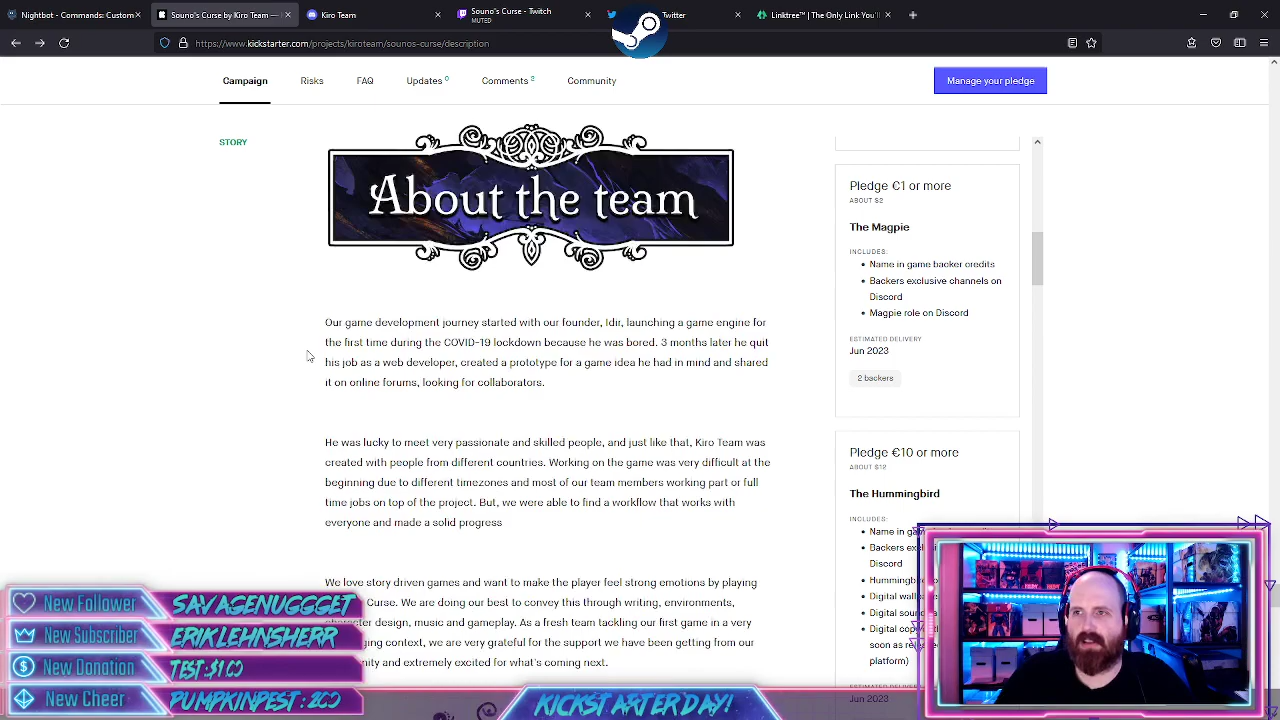 Nightbot - Custom
Souno's Curse by Kiro Team —
Kiro Team
Souno's Curse - Twitch
MUTED
Twitter
Linktree™ | The Only Link-You'l
https://www.kickstarter.com/projects/kiroteam/sounos-curse/description
Campaign
Risks
FAQ
Updates 0
Comments 2
Community
Manage your pledge
STORY
About the team
Our game development journey started with our founder, Idir, launching a game engine for
the first time during the COVID-19 lockdown because he was bored. 3 months later he quit
his job as a web developer, created a prototype for a game idea he had in mind and shared
it on online forums, looking for collaborators.
He was lucky to meet very passionate and skilled people, and just like that, Kiro Team was
created with people from different countries. Working on the game was very difficult at the
beginning due to different timezones and most of our team members working part or full
time jobs on top of the project. But, we were able to find a workflow that works with
everyone and made a solid progress
We love story driven games and want to make the player feel strong emotions by playing
Curse. We are doing our best to convey this through writing, environments,
character design, music and gameplay. As a fresh team tackling our first game in a very
context, we are very grateful for the support we have been getting from our
and extremely excited for what's coming next.
Pledge €1 or more
ABOUT $2
The Magpie
INCLUDES:
• Name in game backer credits
• Backers exclusive channels on
Discord
• Magpie role on Discord
ESTIMATED DELIVERY
Jun 2023
2 backers
Pledge €10 or more
ABOUT $12
The Hummingbird
INCLUDES:
• Name in
• Backers
Discord
•
• Digital
• Digital
• Digital
soon as
platform)
Jun 2023
New Follower
SAVAGENUGGET
New Subscriber
ERIKLEHNSHERR
New Donation
TEST: $100
New Cheer
PUMPKINPEST: 200
KICKSTARTER DAY!